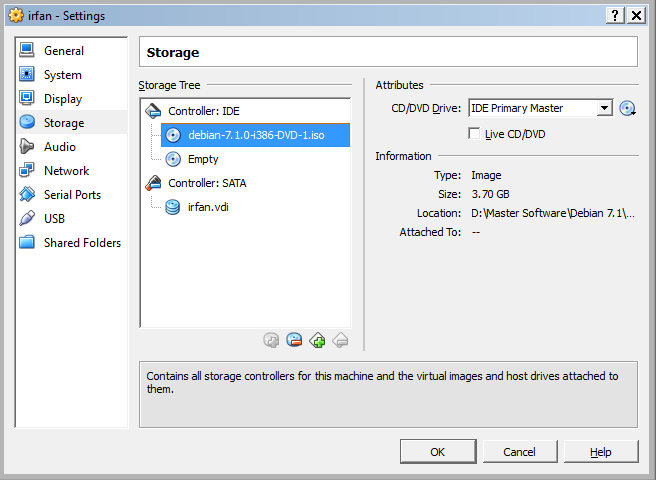 irfan - Settings
General
System
Display
Storage
Audio
Network
Serial Ports
USB
Shared Folders
Storage
Storage Tree
Controller: IDE
debian-7.1.0-i386-DVD-1.iso
Empty
Controller: SATA
irfan.vdi
Attributes
CD/DVD Drive: IDE Primary Master
Live CD/DVD
Information
Type: Image
Size: 3.70 GB
Location: D:\Master Software\Debian 7.1\...
Attached To: --
Contains all storage controllers for this machine and the virtual images and host drives attached to
them.
OK Cancel Help